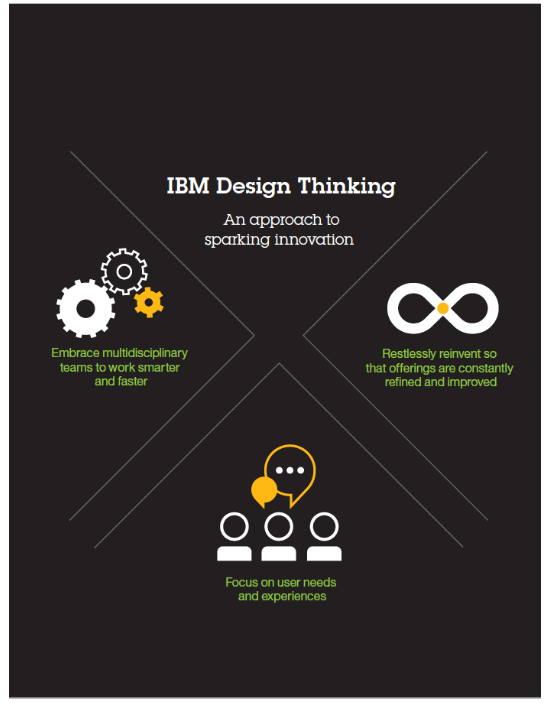 IBM Design Thinking
An approach to
sparking innovation
Embrace multidisciplinary
teams to work smarter
and faster
Restlessly reinvent so
that offerings are constantly
refined and improved
Focus on user needs
and experiences